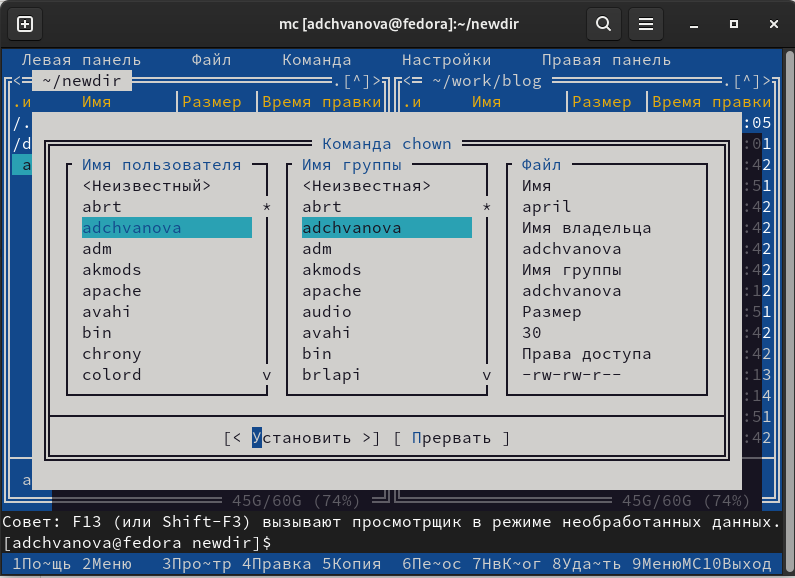 mc [adchvanova@fedora]:~/newdir
Левая панель Файл Команда Настройки Правая панель
<= ~/newdir .[^]> <= ~/work/blog .[^]>
.и Имя Размер Время правки .и Имя Размер Время правки
/. :05
/d :01
a :42
:51
:42
:42
:42
:42
:12
:51
:42
:42
:13
:14
:51
:42
Команда chown
Имя пользователя Имя группы Файл
<Неизвестный> <Неизвестная> Имя
abrt * abrt * april
adchvanova adchvanova Имя владельца
adm adm adchvanova
akmods akmods Имя группы
apache apache adchvanova
avahi audio Размер
bin avahi 30
chrony bin Права доступа
colord v brlapi v -rw-rw-r--
[< Установить >] [ Прервать ]
a
45G/60G (74%) 45G/60G (74%)
Совет: F13 (или Shift-F3) вызывают просмотрщик в режиме необработанных данных.
[adchvanova@fedora newdir]$
1По~щь 2Меню 3Про~тр 4Правка 5Копия 6Пе~ос 7НвК~ог 8Уда~ть 9МенюMC10Выход